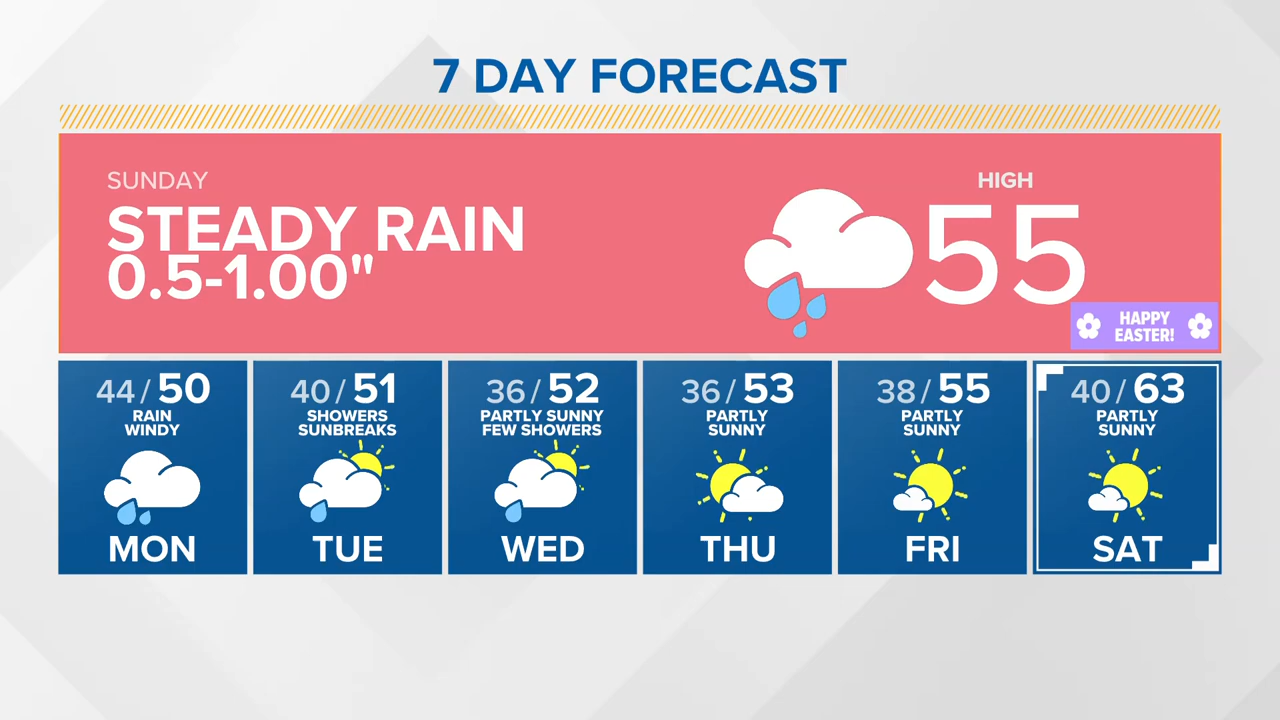 7 DAY FORECAST
SUNDAY
STEADY RAIN
0.5-1.00"
HIGH
55
HAPPY
EASTER!
44 / 50
RAIN
WINDY
MON
40 / 51
SHOWERS
SUNBREAKS
TUE
36 / 52
PARTLY SUNNY
FEW SHOWERS
WED
36 / 53
PARTLY
SUNNY
THU
38 / 55
PARTLY
SUNNY
FRI
40 / 63
PARTLY
SUNNY
SAT